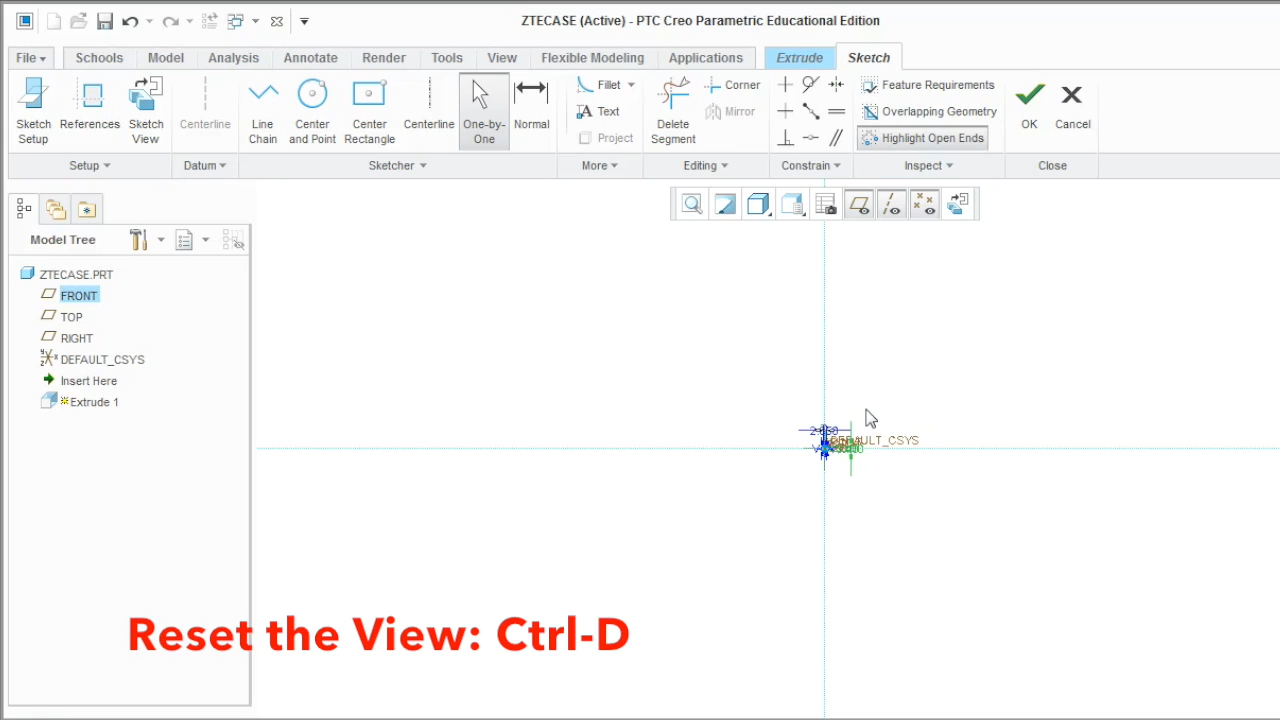 ZTECASE (Active) - PTC Creo Parametric Educational Edition
File Schools Model Analysis Annotate Render Tools View Flexible Modeling Applications Extrude Sketch
Sketch Setup References Sketch View Centerline Line Chain Center and Point Center Rectangle Centerline One-by-One Normal Fillet Text Project Delete Segment Corner Mirror Feature Requirements Overlapping Geometry Highlight Open Ends OK Cancel
Setup Datum Sketcher More Editing Constrain Inspect Close
Model Tree
ZTECASE.PRT
FRONT
TOP
RIGHT
DEFAULT_CSYS
Insert Here
Extrude 1
DEFAULT_CSYS
Reset the View: Ctrl-D